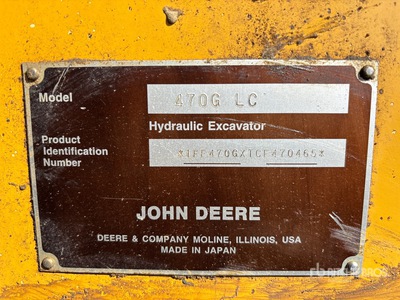 Model 470G LC
Hydraulic Excavator
Product
Identification
Number *1FF470GXTCF470465*
JOHN DEERE
DEERE & COMPANY MOLINE, ILLINOIS, USA
MADE IN JAPAN